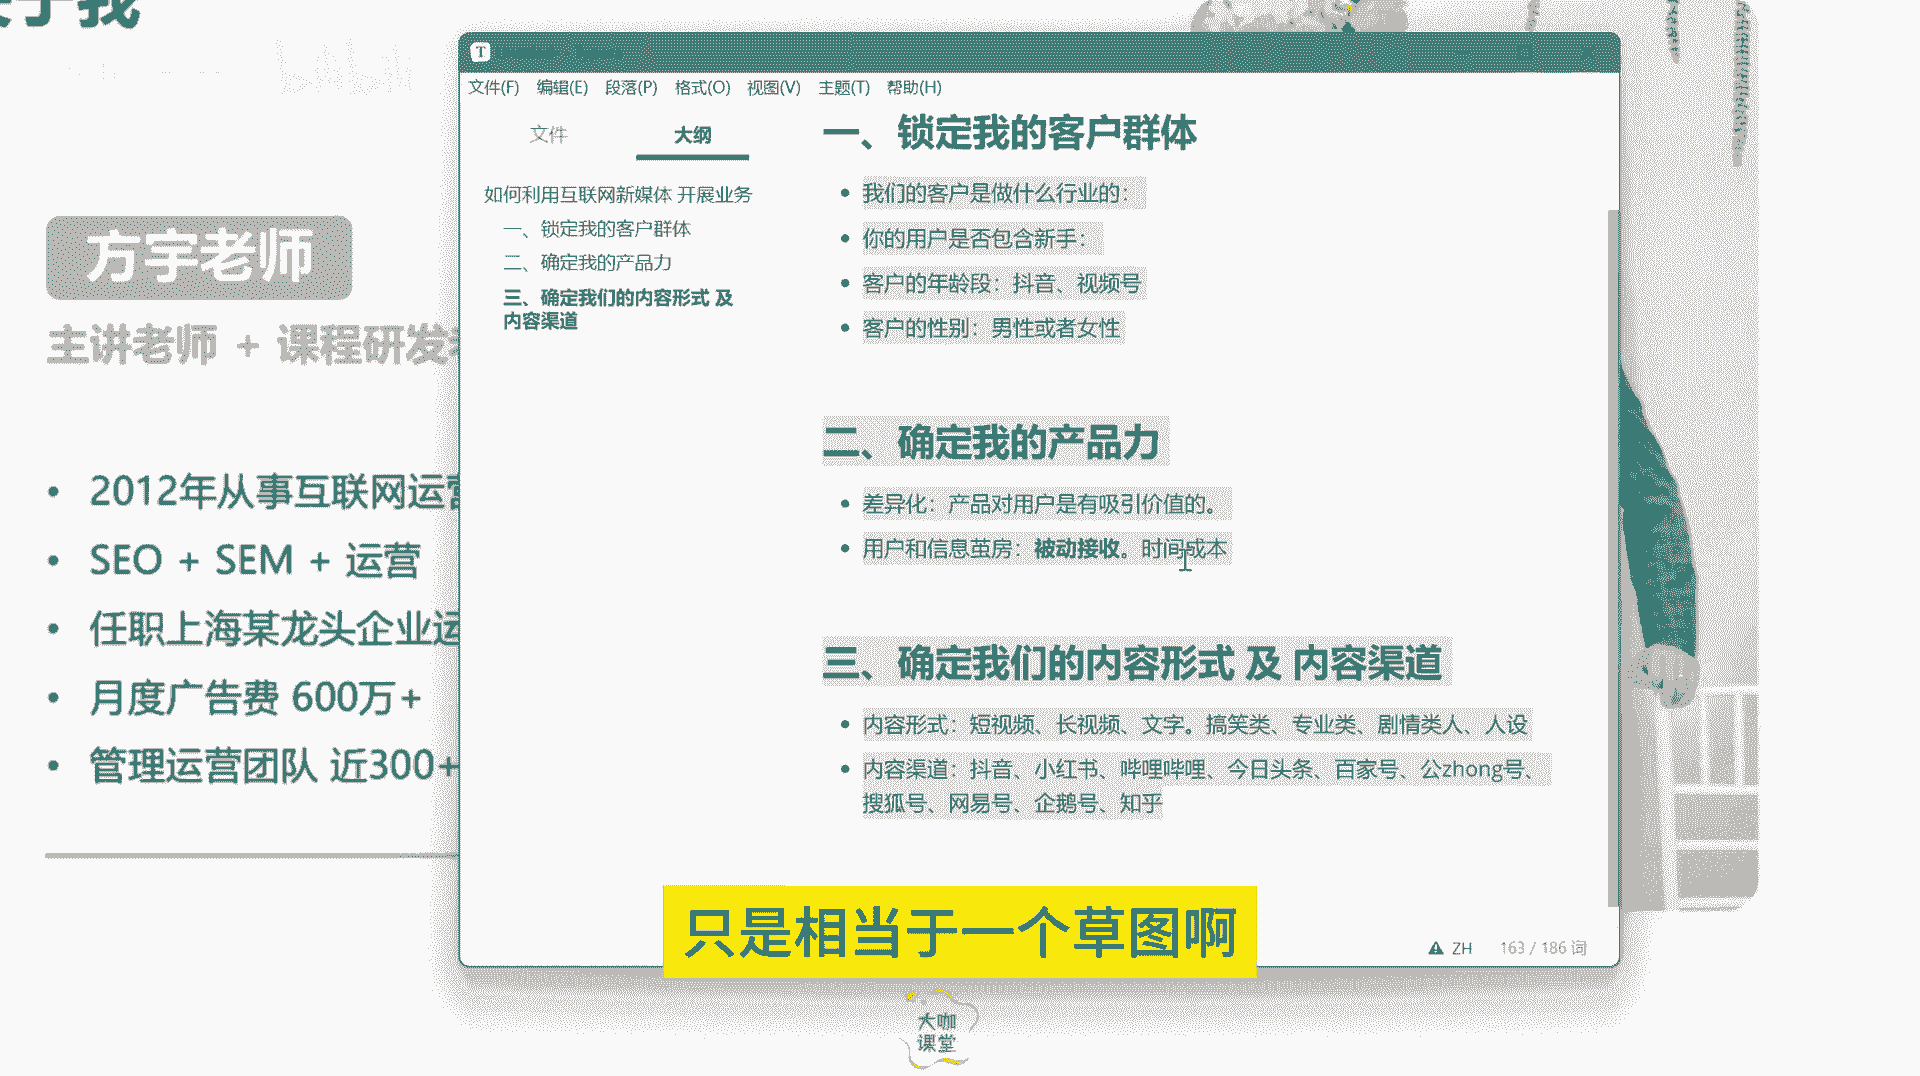 方宇老师
主讲老师 + 课程研发
• 2012年从事互联网运营
• SEO + SEM + 运营
• 任职上海某龙头企业运
• 月度广告费 600万+
• 管理运营团队 近300+
T
文件(F) 编辑(E) 段落(P) 格式(O) 视图(V) 主题(T) 帮助(H)
文件 大纲
如何利用互联网新媒体 开展业务
一、锁定我的客户群体
二、确定我的产品力
三、确定我们的内容形式 及
内容渠道
一、锁定我的客户群体
• 我们的客户是做什么行业的：
• 你的用户是否包含新手：
• 客户的年龄段：抖音、视频号
• 客户的性别：男性或者女性
二、确定我的产品力
• 差异化：产品对用户是有吸引价值的。
• 用户和信息茧房：被动接收。时间成本
三、确定我们的内容形式 及 内容渠道
• 内容形式：短视频、长视频、文字。搞笑类、专业类、剧情类人、人设
• 内容渠道：抖音、小红书、哔哩哔哩、今日头条、百家号、公zhong号、
搜狐号、网易号、企鹅号、知乎
ZH 163 / 186 词
只是相当于一个草图啊
大咖
课堂